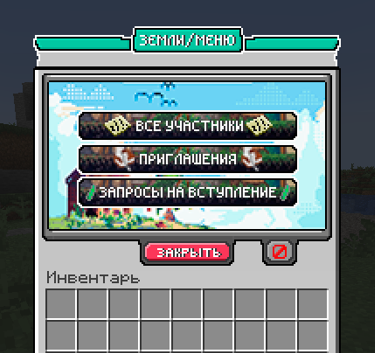 ЗЕМЛИ/МЕНЮ
ВСЕ УЧАСТНИКИ
ПРИГЛАШЕНИЯ
ЗАПРОСЫ НА ВСТУПЛЕНИЕ
ЗАКРЫТЬ
Инвентарь